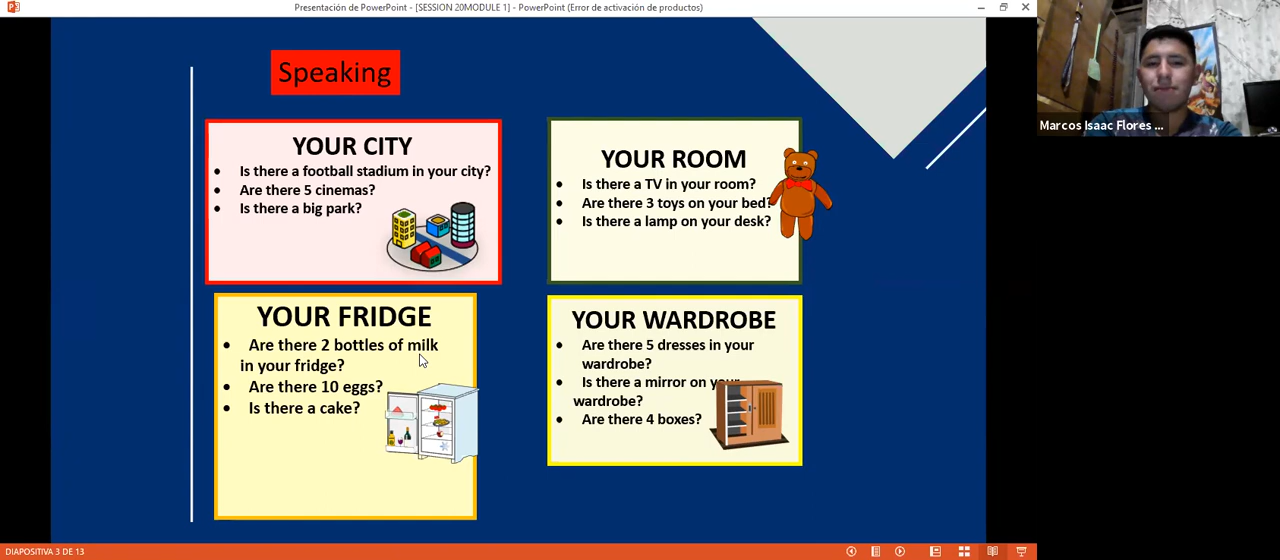 Presentación de PowerPoint - [SESSION 20MODULE 1] - PowerPoint (Error de activación de productos)
Speaking
YOUR CITY
• Is there a football stadium in your city?
• Are there 5 cinemas?
• Is there a big park?
YOUR ROOM
• Is there a TV in your room?
• Are there 3 toys on your bed?
• Is there a lamp on your desk?
YOUR FRIDGE
• Are there 2 bottles of milk
in your fridge?
• Are there 10 eggs?
• Is there a cake?
YOUR WARDROBE
• Are there 5 dresses in your
wardrobe?
• Is there a mirror on your
wardrobe?
• Are there 4 boxes?
Marcos Isaac Flores ...
DIAPOSITIVA 3 DE 13